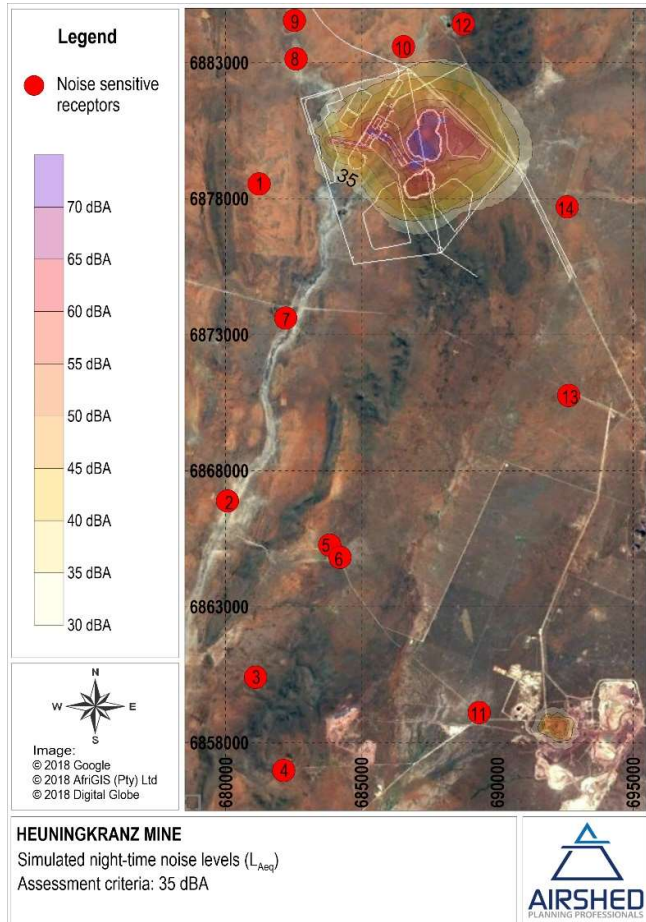 Legend
Noise sensitive
receptors
70 dBA
65 dBA
60 dBA
55 dBA
50 dBA
45 dBA
40 dBA
35 dBA
30 dBA
N
W E
S
Image:
© 2018 Google
© 2018 AfriGIS (Pty) Ltd
© 2018 Digital Globe
9
12
10
8
6883000
35
1
6878000
14
7
6873000
13
6868000
2
5
6
6863000
3
11
6858000
4
680000
685000
690000
695000
HEUNINGKRANZ MINE
Simulated night-time noise levels (LAeq)
Assessment criteria: 35 dBA
AIRSHED
PLANNING PROFESSIONALS